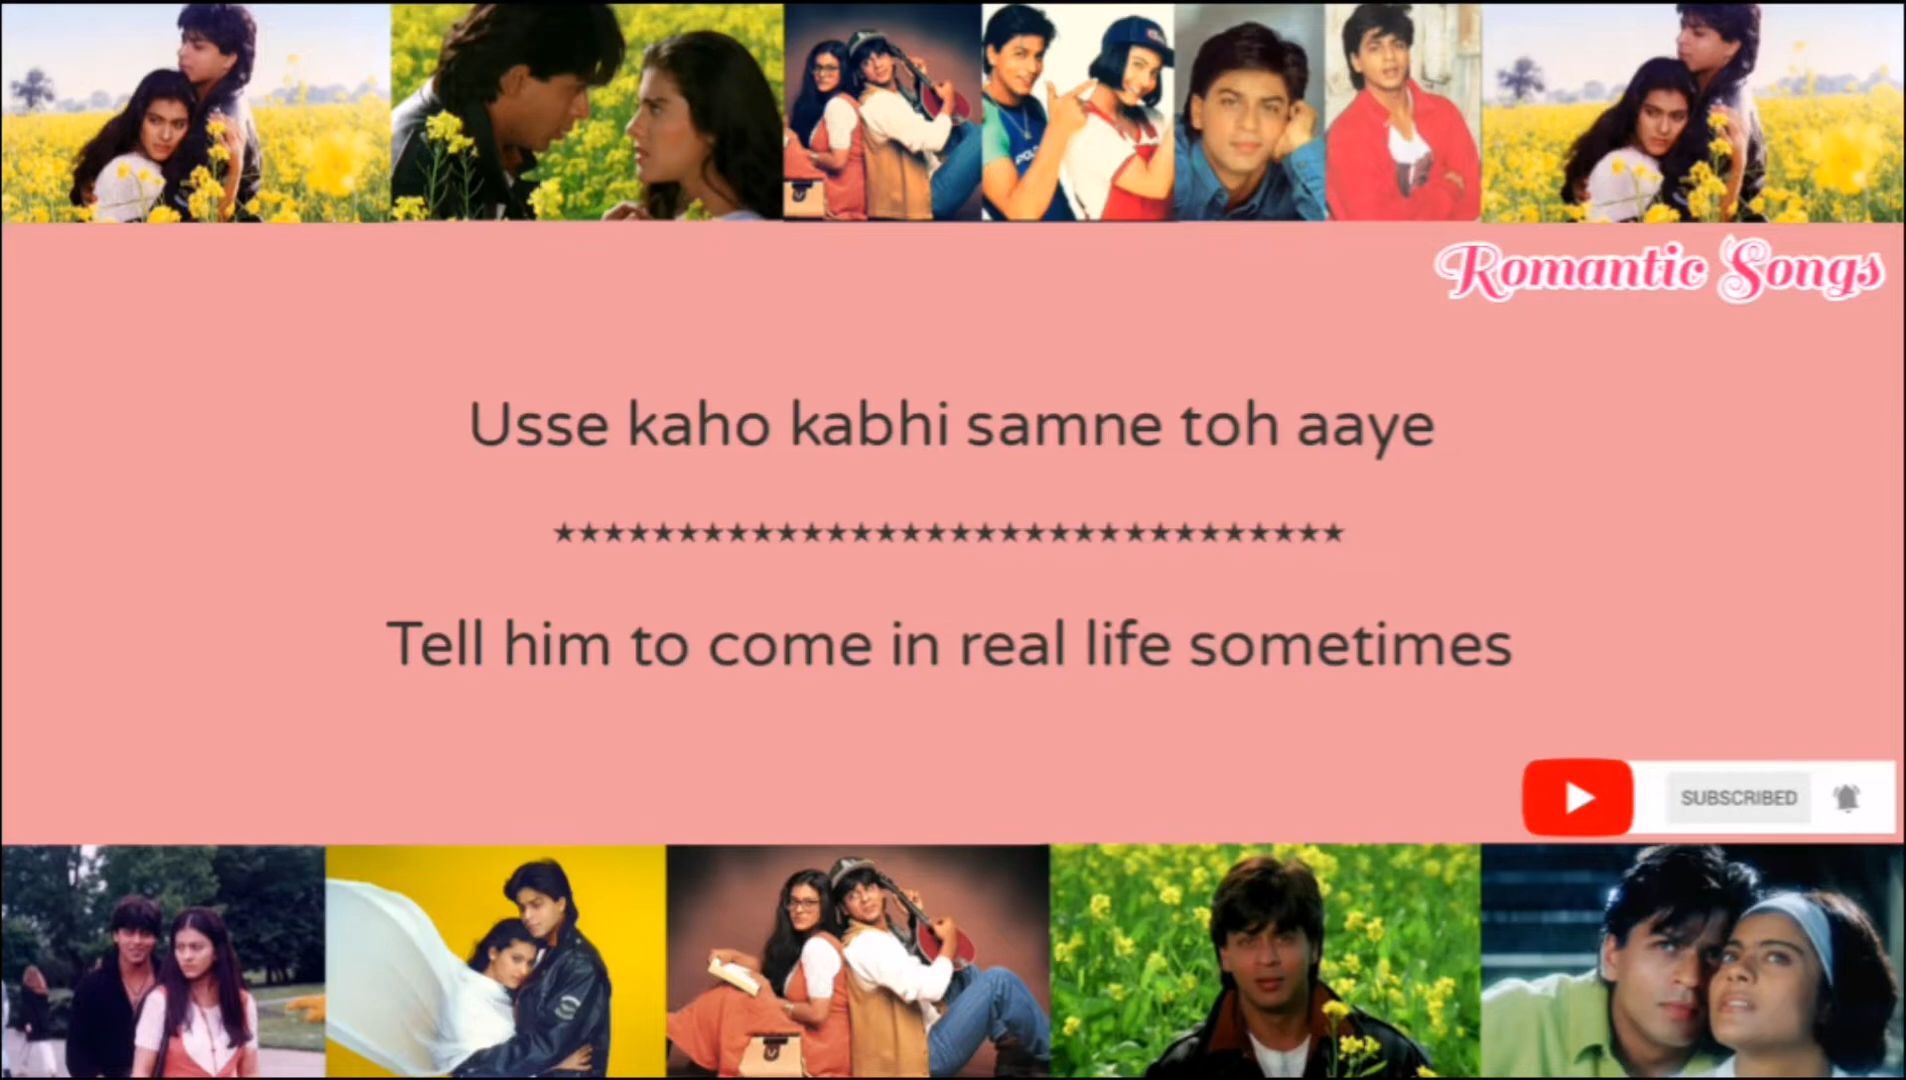 Romantic Songs
Usse kaho kabhi samne toh aaye
★★★★★★★★★★★★★★★★★★★★★★★★★★★★★★★★
Tell him to come in real life sometimes
SUBSCRIBED